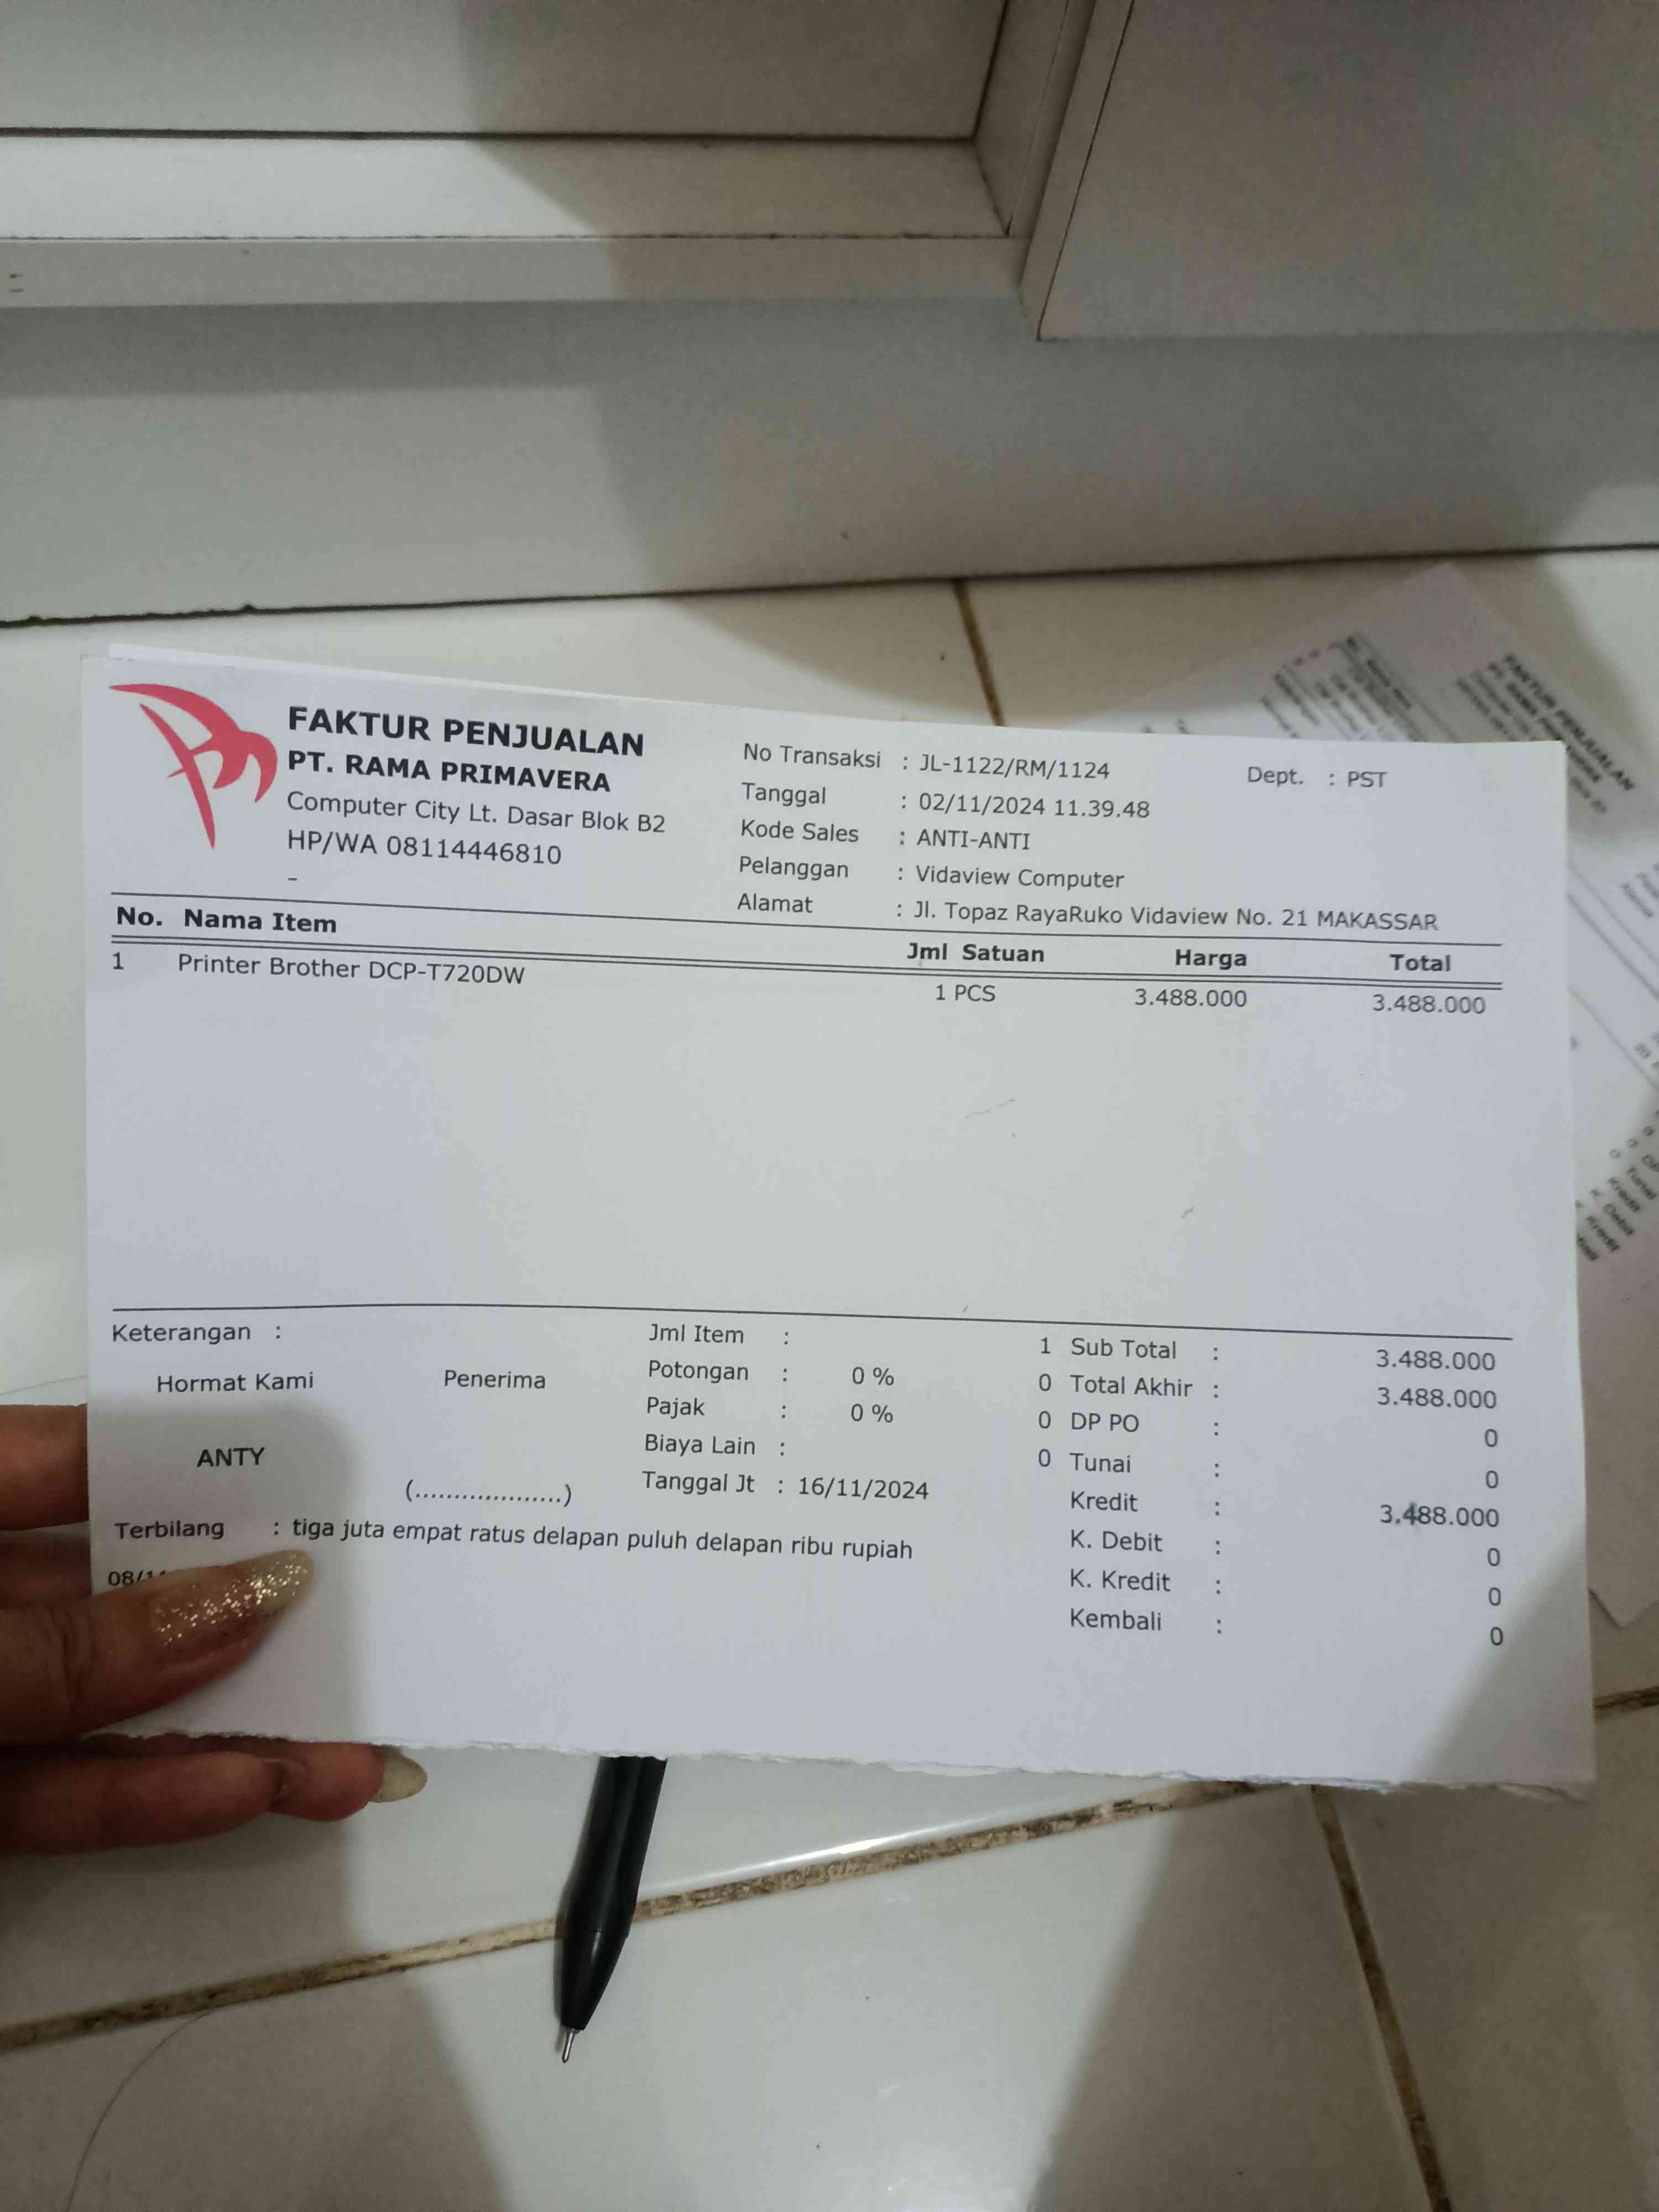 FAKTUR PENJUALAN
PT. RAMA PRIMAVERA
Computer City Lt. Dasar Blok B2
HP/WA 08114446810
-
No Transaksi : JL-1122/RM/1124 Dept. : PST
Tanggal : 02/11/2024 11.39.48
Kode Sales : ANTI-ANTI
Pelanggan : Vidaview Computer
Alamat : Jl. Topaz RayaRuko Vidaview No. 21 MAKASSAR
No. Nama Item Jml Satuan Harga Total
1 Printer Brother DCP-T720DW 1 PCS 3.488.000 3.488.000
Keterangan :
Hormat Kami Penerima
ANTY
(...................)
Jml Item : 1
Potongan : 0 % 0
Pajak : 0 % 0
Biaya Lain : 0
Tanggal Jt : 16/11/2024
Sub Total : 3.488.000
Total Akhir : 3.488.000
DP PO : 0
Tunai : 0
Kredit : 3.488.000
K. Debit : 0
K. Kredit : 0
Kembali : 0
Terbilang : tiga juta empat ratus delapan puluh delapan ribu rupiah
FAKTUR PENJUALAN